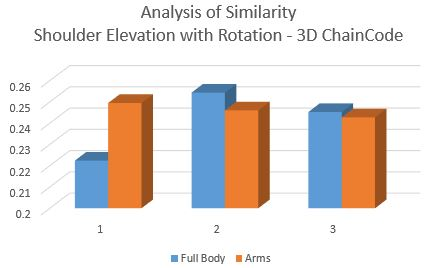 Analysis of Similarity
Shoulder Elevation with Rotation - 3D ChainCode
0.26
0.25
0.24
0.23
0.22
0.21
0.2
1 2 3
Full Body Arms